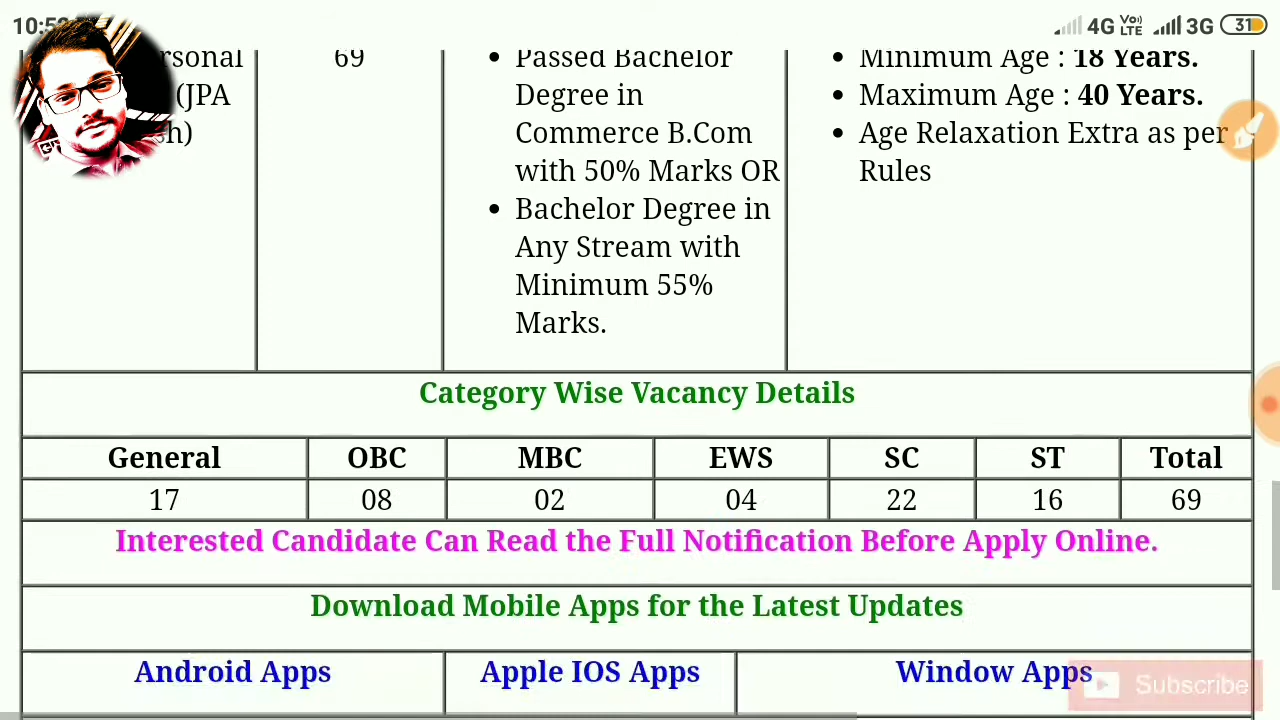 10:5
4G VoLTE 3G 31
rsonal
(JPA
sh)
69
• Passed Bachelor
Degree in
Commerce B.Com
with 50% Marks OR
• Bachelor Degree in
Any Stream with
Minimum 55%
Marks.
• Minimum Age : 18 Years.
• Maximum Age : 40 Years.
• Age Relaxation Extra as per
Rules
Category Wise Vacancy Details
General OBC MBC EWS SC ST Total
17 08 02 04 22 16 69
Interested Candidate Can Read the Full Notification Before Apply Online.
Download Mobile Apps for the Latest Updates
Android Apps Apple IOS Apps Window Apps
Subscribe